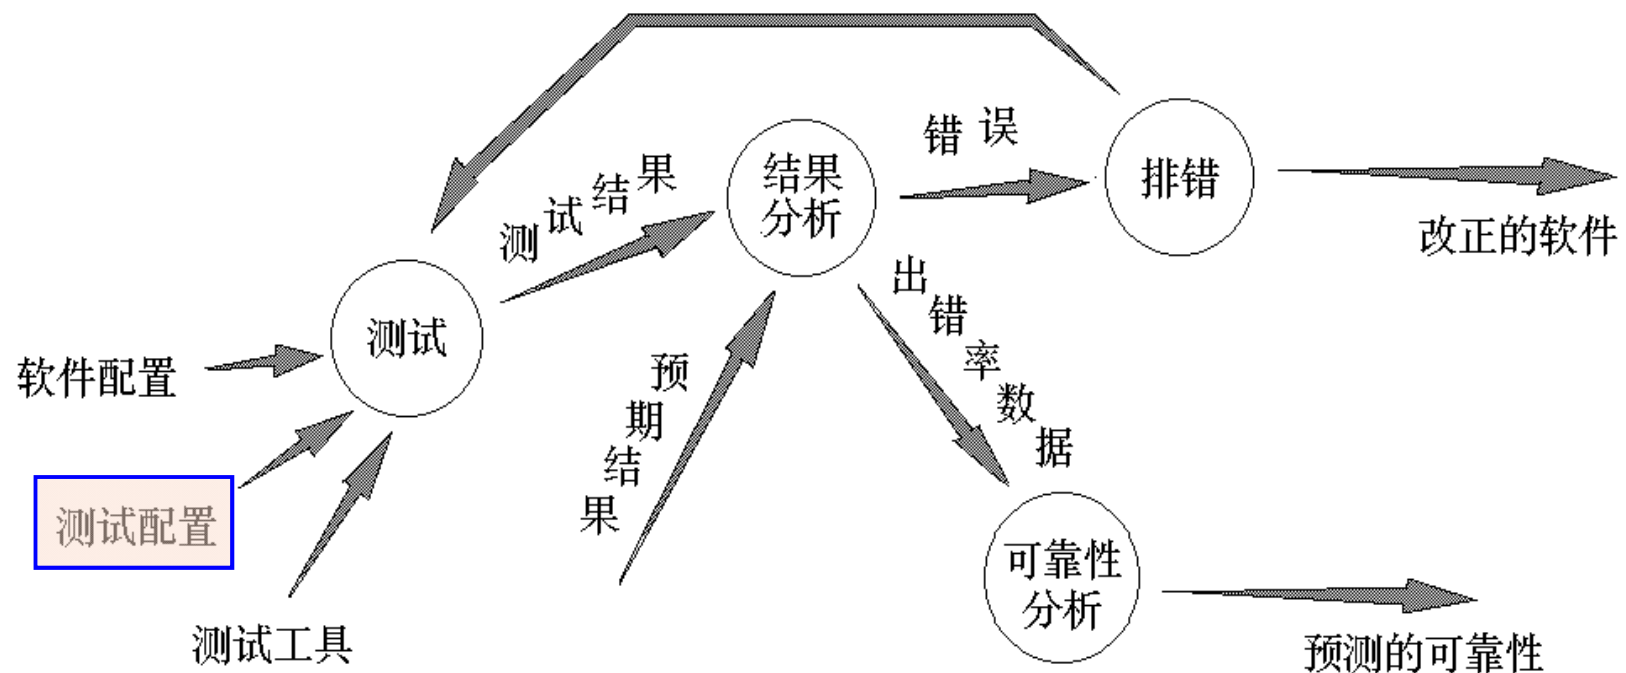 错误
测试结果
结果
分析
排错
改正的软件
出错率数据
测试
软件配置
预期结果
测试配置
测试工具
可靠性
分析
预测的可靠性